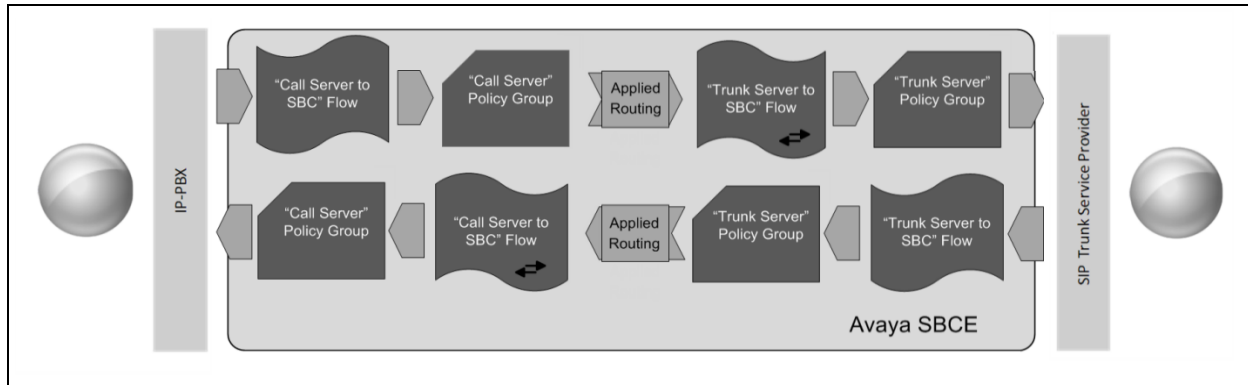 IP-PBX
“Call Server to
SBC” Flow
“Call Server”
Policy Group
Applied
Routing
“Trunk Server to
SBC” Flow
“Trunk Server”
Policy Group
“Call Server”
Policy Group
“Call Server to
SBC” Flow
Applied
Routing
“Trunk Server”
Policy Group
“Trunk Server to
SBC” Flow
Avaya SBCE
SIP Trunk Service Provider